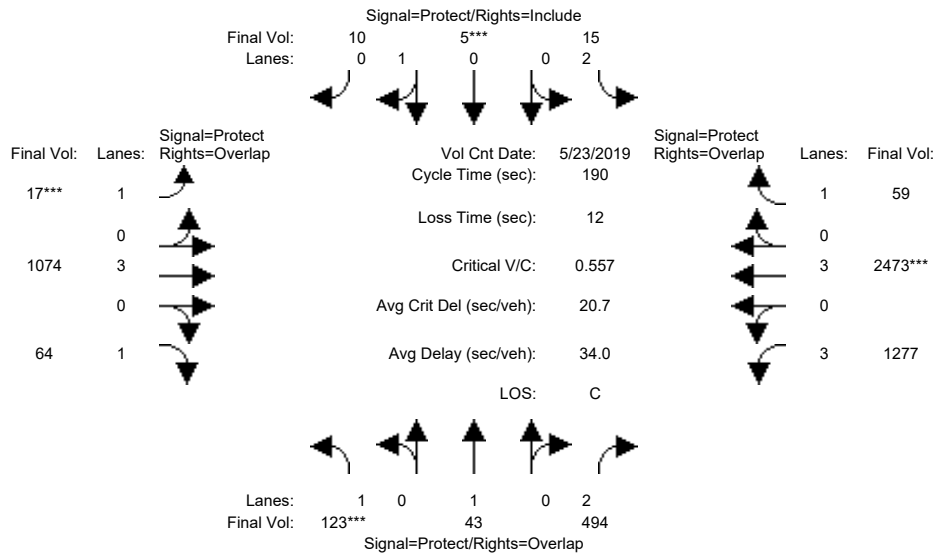 Signal=Protect/Rights=Include
Final Vol: 10 5*** 15
Lanes: 0 1 0 0 2
Signal=Protect
Final Vol: Lanes: Rights=Overlap
Vol Cnt Date: 5/23/2019
Signal=Protect
Rights=Overlap Lanes: Final Vol:
Cycle Time (sec): 190
17*** 1
1 59
Loss Time (sec): 12
0
0
1074 3
Critical V/C: 0.557
3 2473***
0
Avg Crit Del (sec/veh): 20.7
0
64 1
Avg Delay (sec/veh): 34.0
3 1277
LOS: C
Lanes: 1 0 1 0 2
Final Vol: 123*** 43 494
Signal=Protect/Rights=Overlap